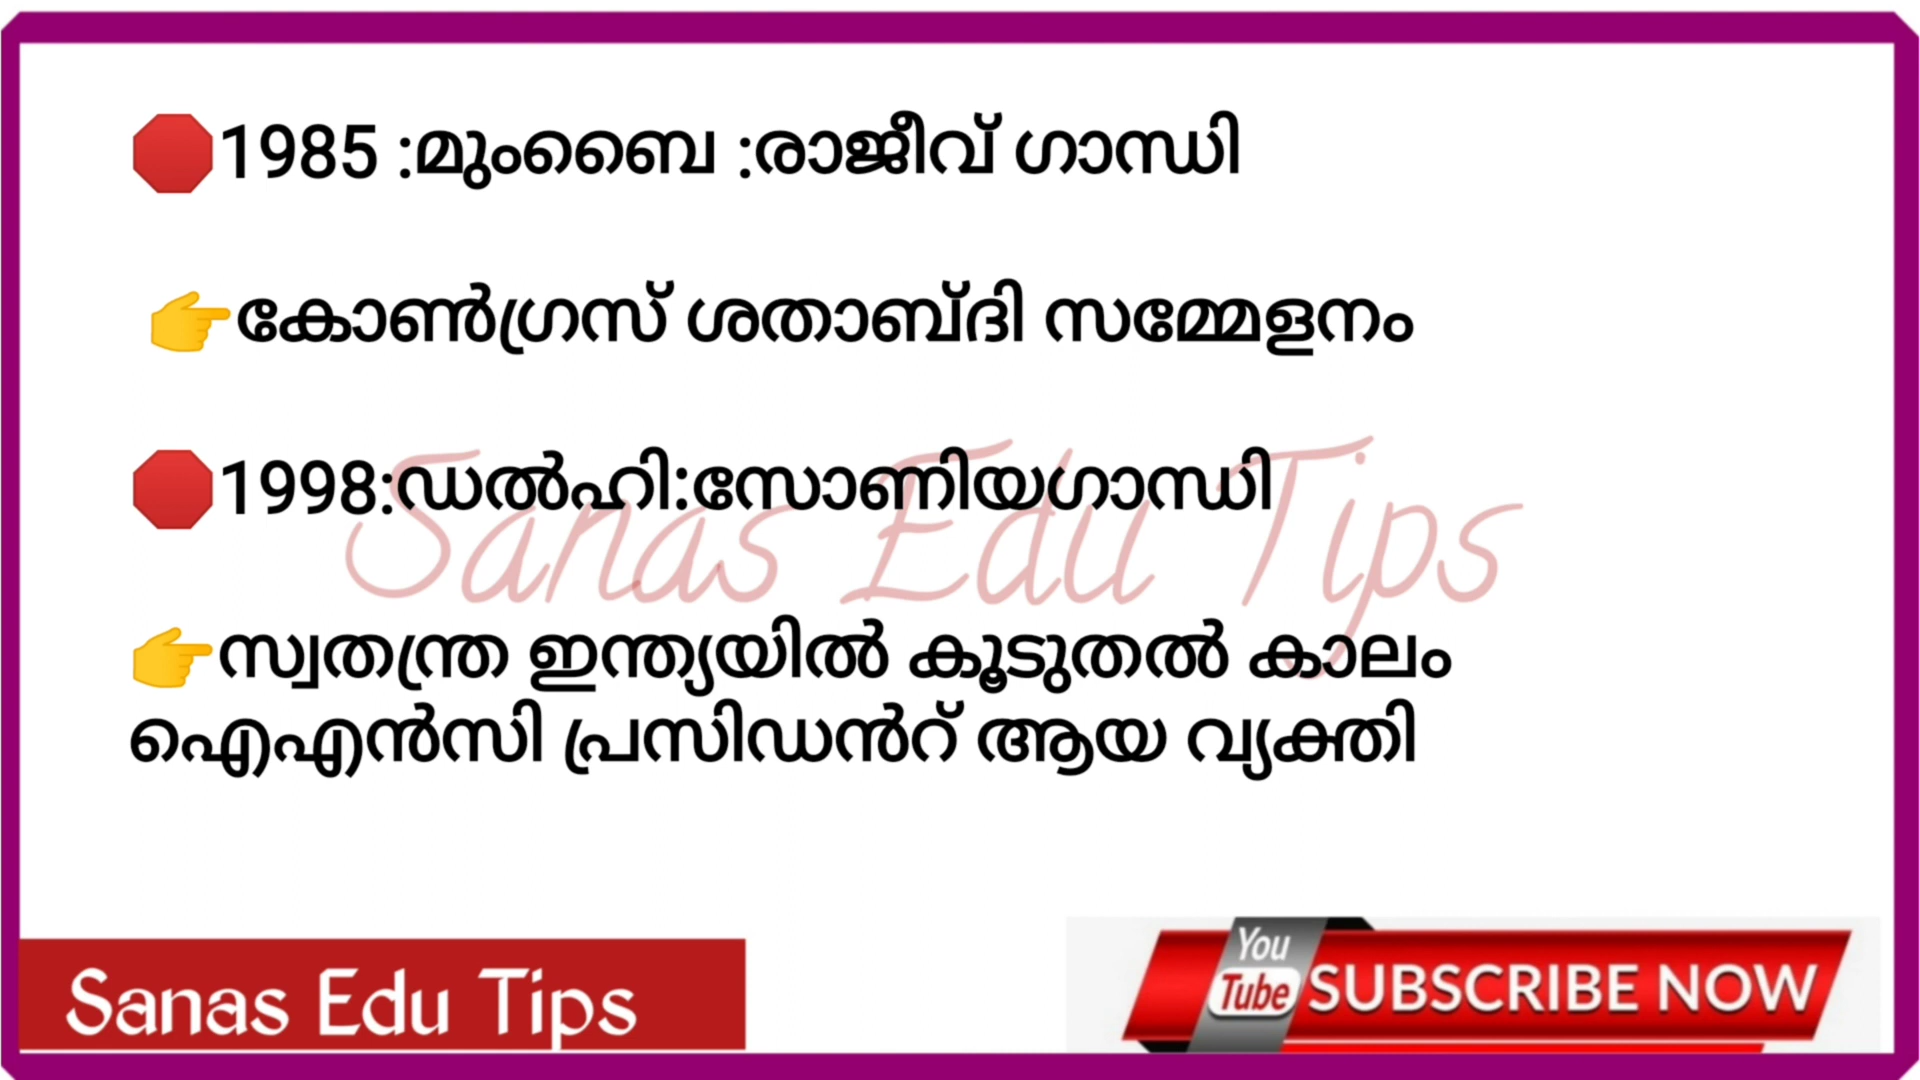 🛑1985 :മുംബൈ :രാജീവ് ഗാന്ധി
👉കോൺഗ്രസ് ശതാബ്ദി സമ്മേളനം
🛑1998:ഡൽഹി:സോണിയഗാന്ധി
Sanas Edu Tips
👉സ്വതന്ത്ര ഇന്ത്യയിൽ കൂടുതൽ കാലം
ഐഎൻസി പ്രസിഡൻറ് ആയ വ്യക്തി
Sanas Edu Tips
You
Tube SUBSCRIBE NOW